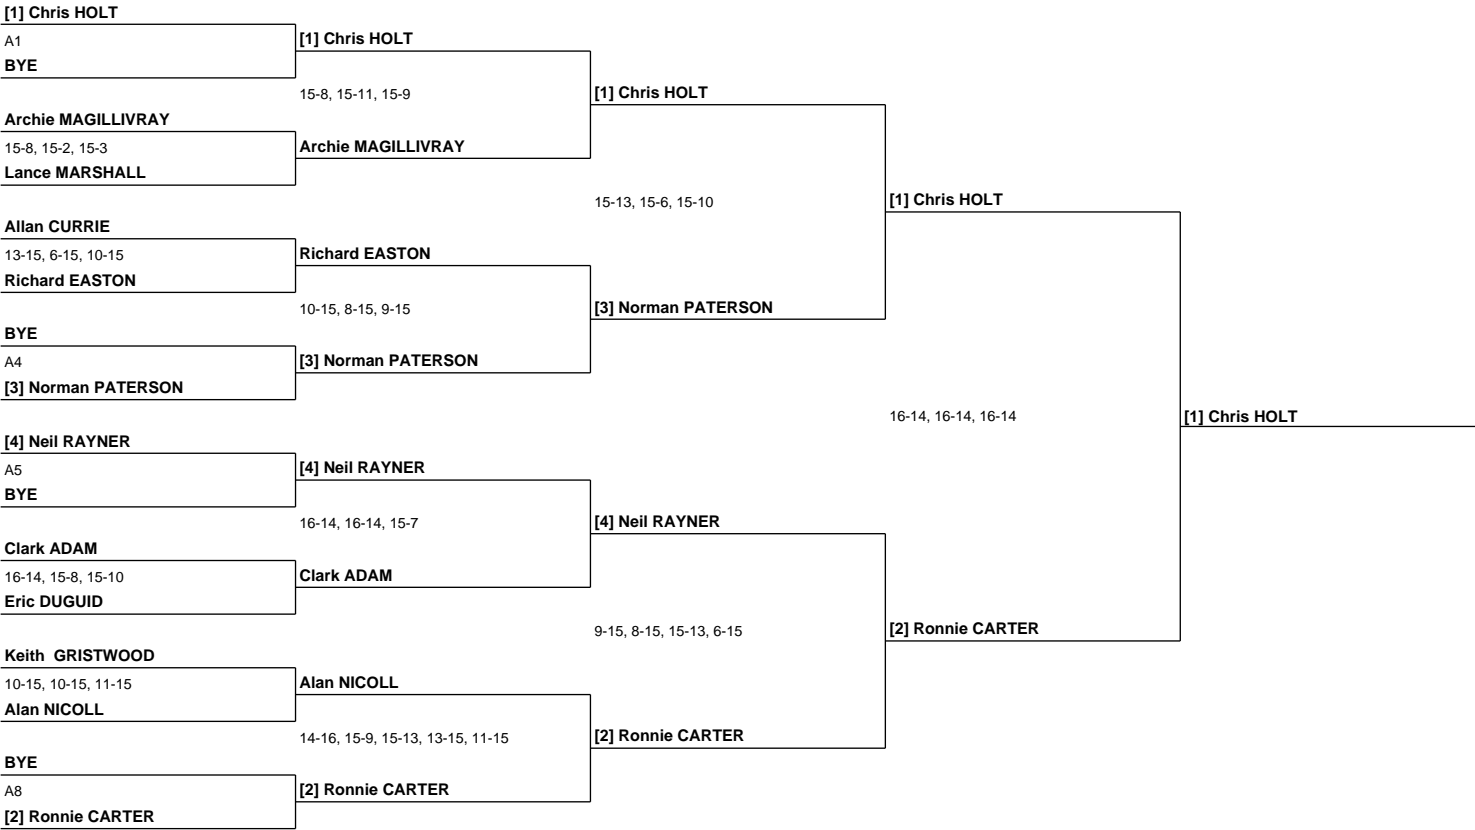 [1] Chris HOLT
A1
BYE
Archie MAGILLIVRAY
15-8, 15-2, 15-3
Lance MARSHALL
Allan CURRIE
13-15, 6-15, 10-15
Richard EASTON
BYE
A4
[3] Norman PATERSON
[4] Neil RAYNER
A5
BYE
Clark ADAM
16-14, 15-8, 15-10
Eric DUGUID
Keith  GRISTWOOD
10-15, 10-15, 11-15
Alan NICOLL
BYE
A8
[2] Ronnie CARTER
[1] Chris HOLT
15-8, 15-11, 15-9
Archie MAGILLIVRAY
Richard EASTON
10-15, 8-15, 9-15
[3] Norman PATERSON
[4] Neil RAYNER
16-14, 16-14, 15-7
Clark ADAM
Alan NICOLL
14-16, 15-9, 15-13, 13-15, 11-15
[2] Ronnie CARTER
[1] Chris HOLT
15-13, 15-6, 15-10
[3] Norman PATERSON
[4] Neil RAYNER
9-15, 8-15, 15-13, 6-15
[2] Ronnie CARTER
[1] Chris HOLT
16-14, 16-14, 16-14
[2] Ronnie CARTER
[1] Chris HOLT